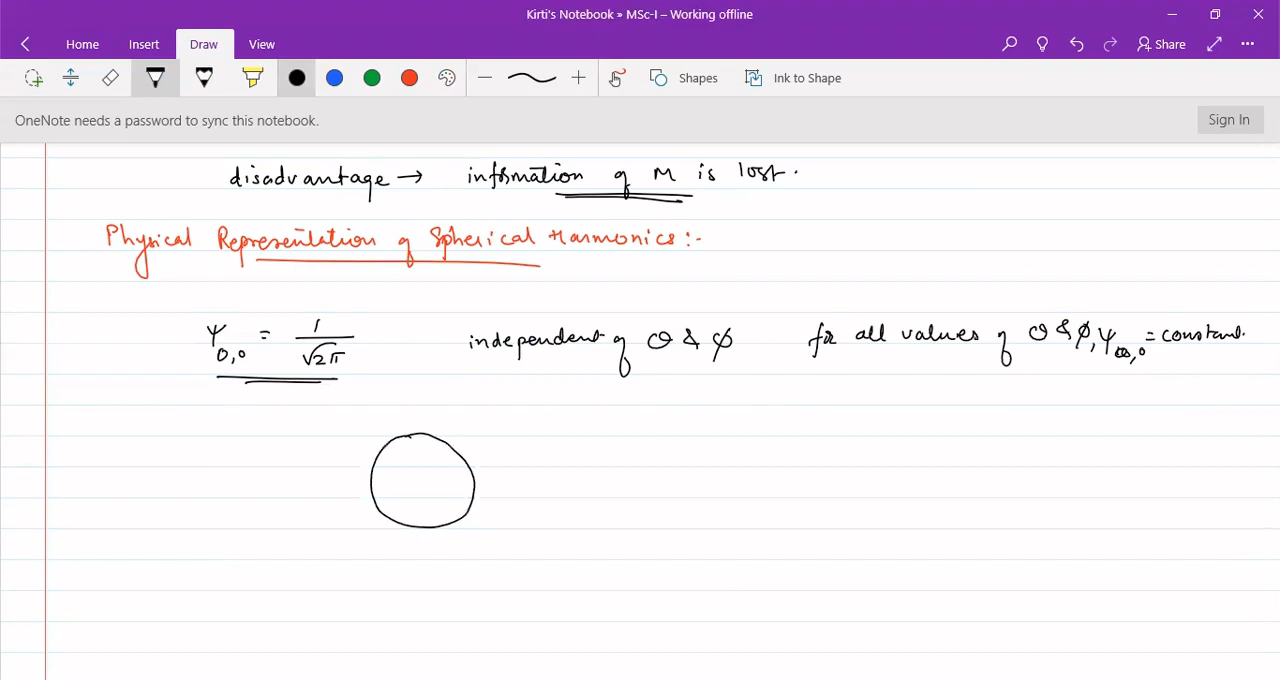 Kirti's Notebook » MSc-I – Working offline
Home Insert Draw View Share
Shapes Ink to Shape
OneNote needs a password to sync this notebook. Sign In
disadvantage → information of M is lost.
Physical Representation of Spherical Harmonics :-
Ψ0,0 = 1/√2π independent of θ & φ for all values of θ & φ, Ψ0,0 = constant.